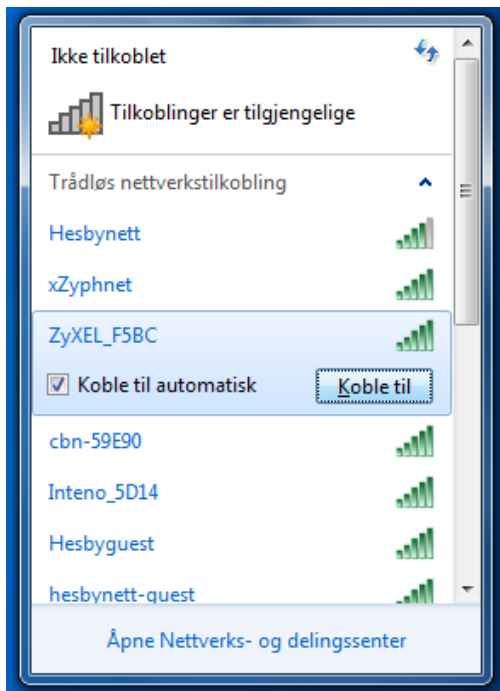 Ikke tilkoblet
Tilkoblinger er tilgjengelige
Trådløs nettverkstilkobling
Hesbynett
xZyphnet
ZyXEL_F5BC
Koble til automatisk Koble til
cbn-59E90
Inteno_5D14
Hesbyguest
hesbynett-guest
Åpne Nettverks- og delingssenter